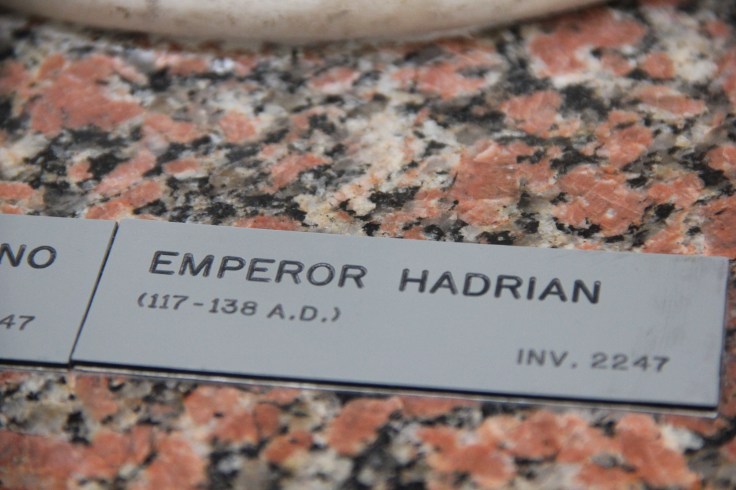 NO
47
EMPEROR HADRIAN
(117-138 A.D.)
INV. 2247